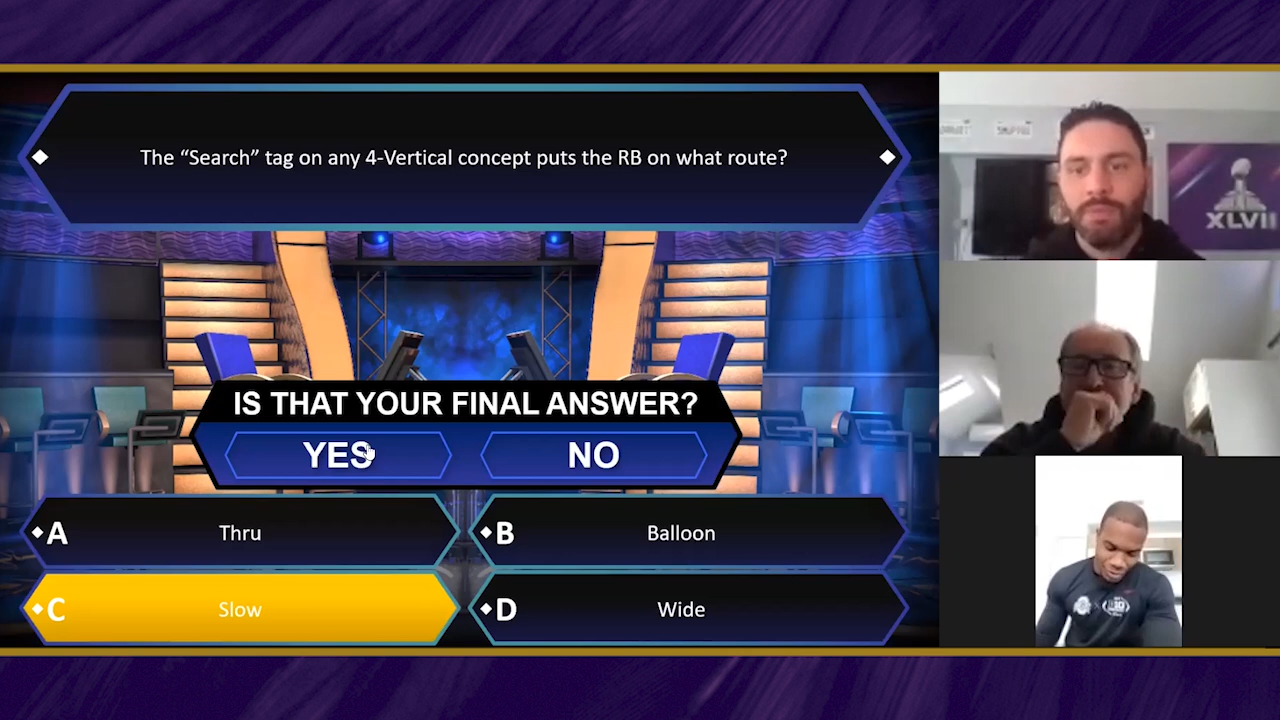 The “Search” tag on any 4-Vertical concept puts the RB on what route?
IS THAT YOUR FINAL ANSWER?
YES
NO
A
Thru
B
Balloon
C
Slow
D
Wide
XLVII